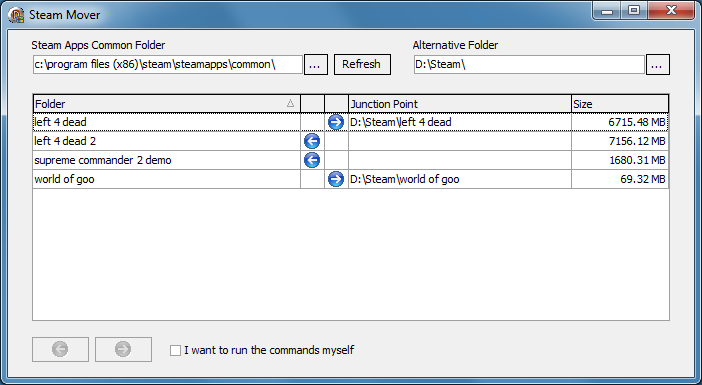 Steam Mover
Steam Apps Common Folder
Alternative Folder
c:\program files (x86)\steam\steamapps\common\
...
Refresh
D:\Steam\
...
Folder Junction Point Size
left 4 dead D:\Steam\left 4 dead 6715.48 MB
left 4 dead 2 7156.12 MB
supreme commander 2 demo 1680.31 MB
world of goo D:\Steam\world of goo 69.32 MB
I want to run the commands myself